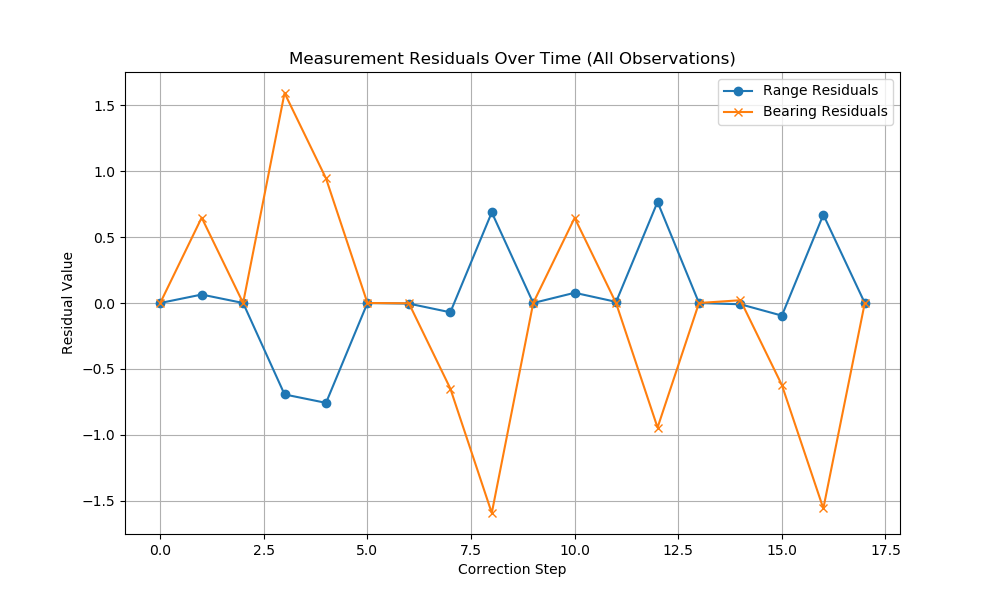 Measurement Residuals Over Time (All Observations)
Range Residuals
Bearing Residuals
Residual Value
1.5
1.0
0.5
0.0
−0.5
−1.0
−1.5
0.0 2.5 5.0 7.5 10.0 12.5 15.0 17.5
Correction Step